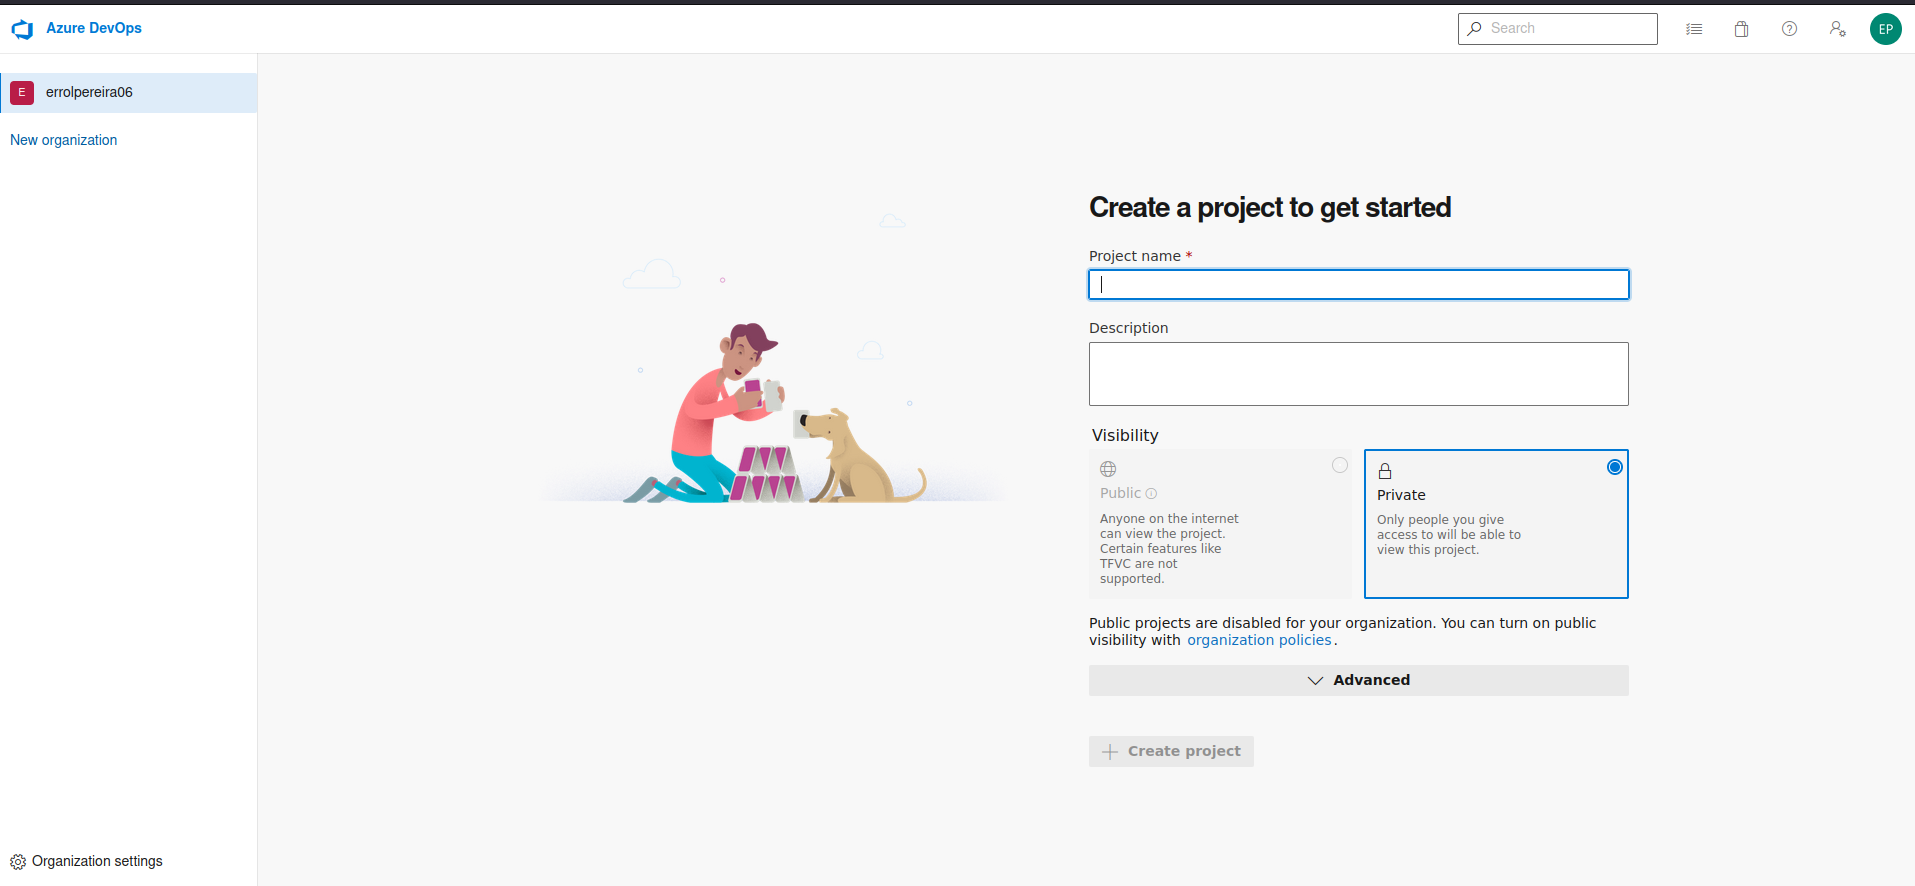 Azure DevOps
Search
EP
E
errolpereira06
New organization
Create a project to get started
Project name *
Description
Visibility
Public
Anyone on the internet
can view the project.
Certain features like
TFVC are not
supported.
Private
Only people you give
access to will be able to
view this project.
Public projects are disabled for your organization. You can turn on public
visibility with organization policies.
Advanced
Create project
Organization settings